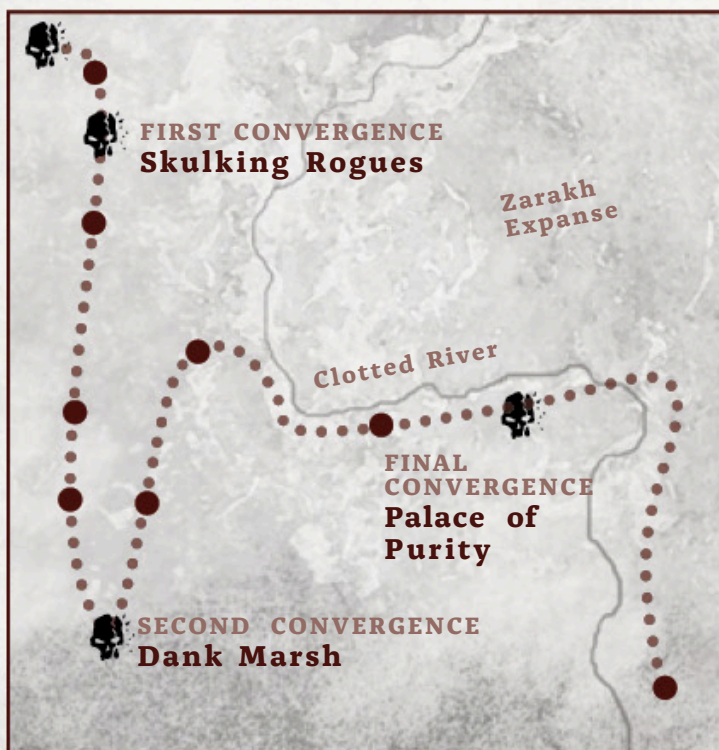 FIRST CONVERGENCE
Skulking Rogues
Zarakh
Expanse
Clotted River
FINAL
CONVERGENCE
Palace of
Purity
SECOND CONVERGENCE
Dank Marsh